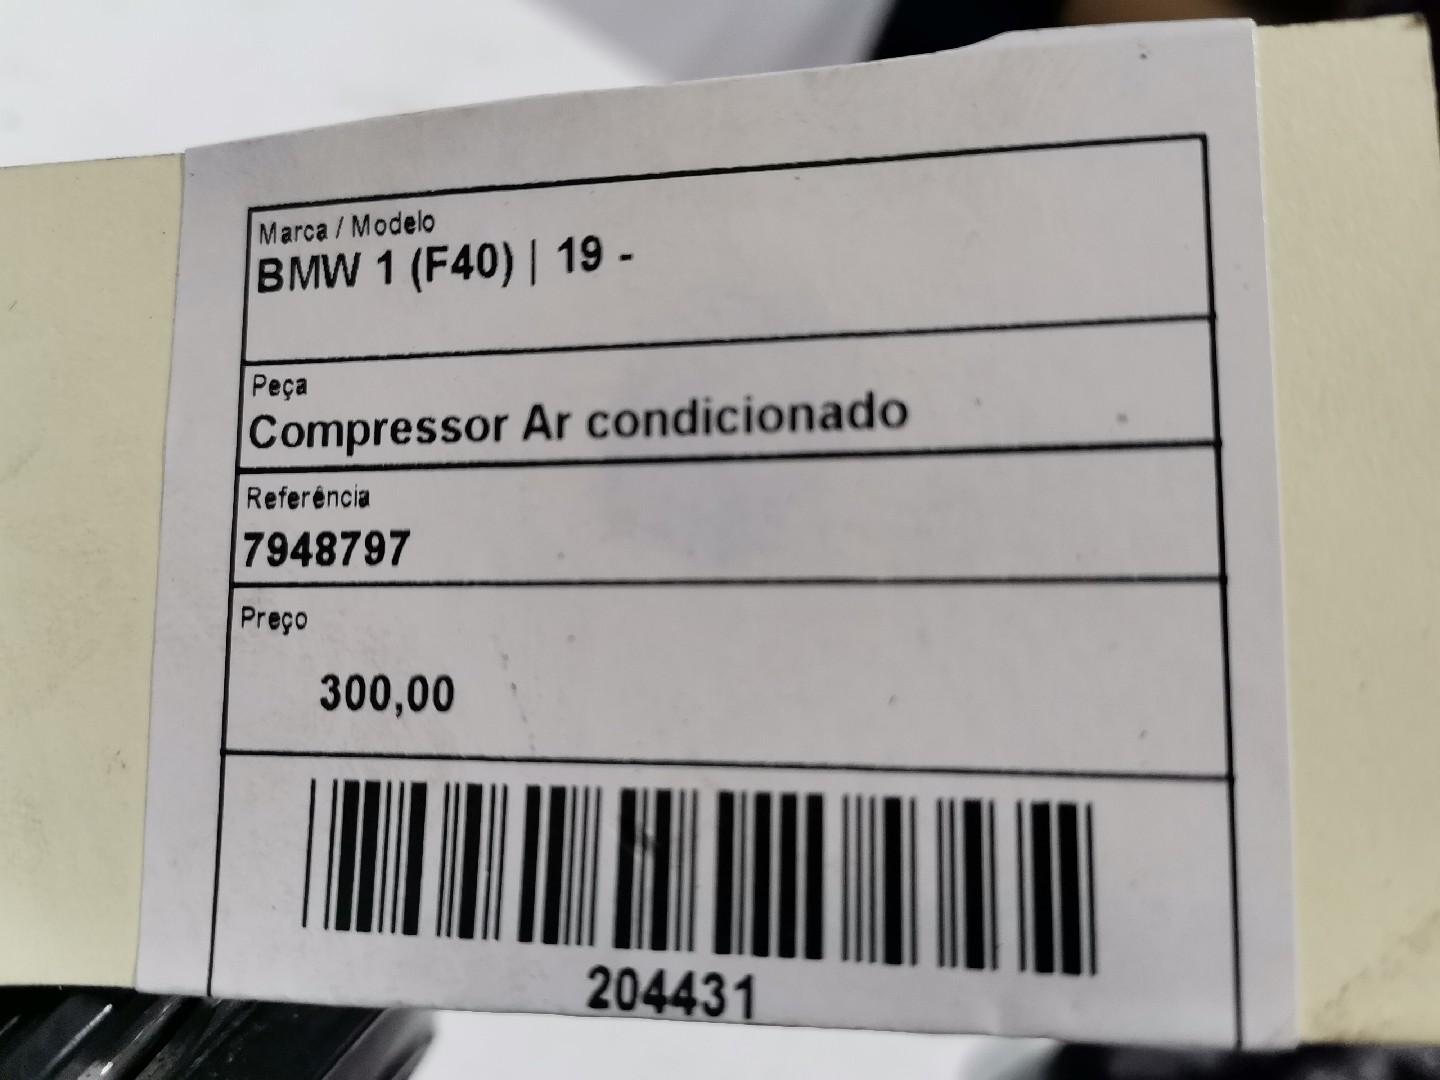 Marca / Modelo
BMW 1 (F40) | 19 -
Peça
Compressor Ar condicionado
Referência
7948797
Preço
300,00
204431